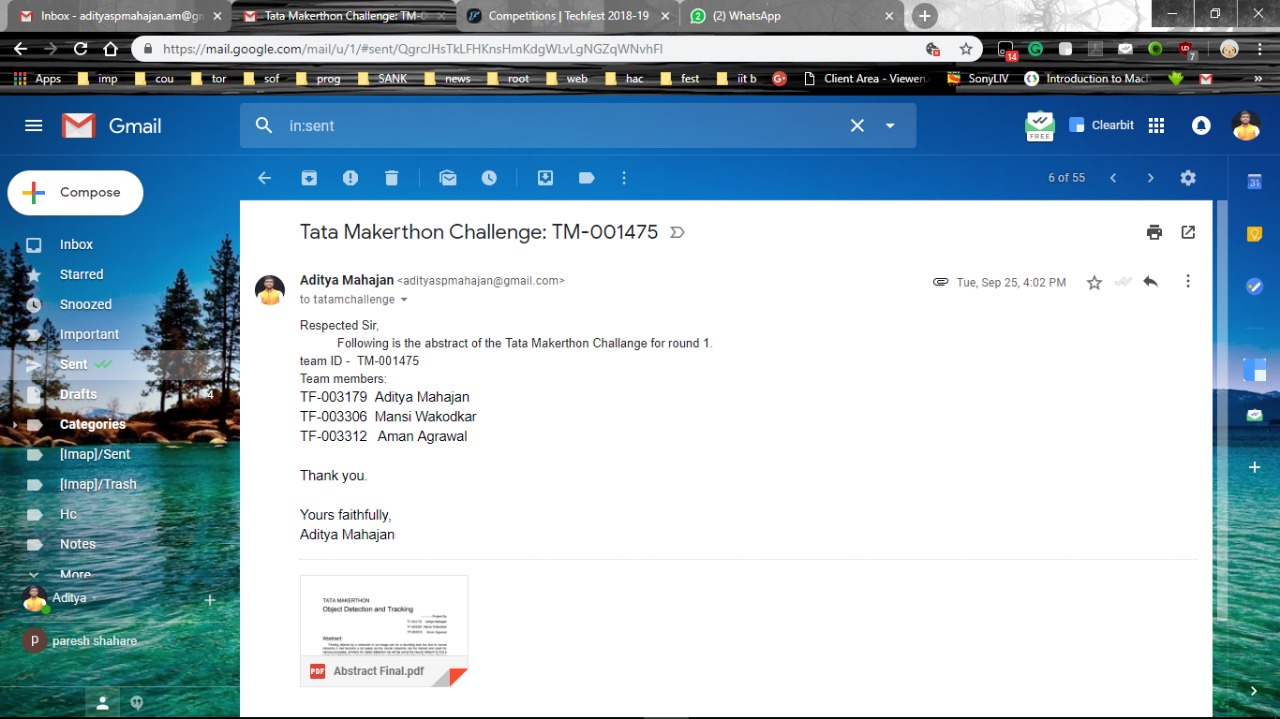 Inbox - adityaspmahajan.am@gm
Tata Makerthon Challenge: TM-0
Competitions | Techfest 2018-19
(2) WhatsApp
https://mail.google.com/mail/u/1/#sent/QgrcJHsTkLFHKnsHmKdgWLvLgNGZqWNvhFl
14
7
Apps
imp
cou
tor
sof
prog
SANK
news
root
web
hac
fest
iit b
Client Area - Viewen
SonyLIV
Introduction to Mach
Gmail
in:sent
FREE
Clearbit
Compose
6 of 55
31
Inbox
Starred
Snoozed
Important
Sent
Drafts
4
Categories
[Imap]/Sent
[Imap]/Trash
Hc
Notes
More
Aditya
p
paresh shahare
Tata Makerthon Challenge: TM-001475
Aditya Mahajan <adityaspmahajan@gmail.com>
Tue, Sep 25, 4:02 PM
to tatamchallenge
Respected Sir,
Following is the abstract of the Tata Makerthon Challange for round 1.
team ID - TM-001475
Team members:
TF-003179 Aditya Mahajan
TF-003306 Mansi Wakodkar
TF-003312 Aman Agrawal
Thank you.
Yours faithfully,
Aditya Mahajan
TATA MAKERTHON
Object Detection and Tracking
Abstract:
PDF
Abstract Final.pdf